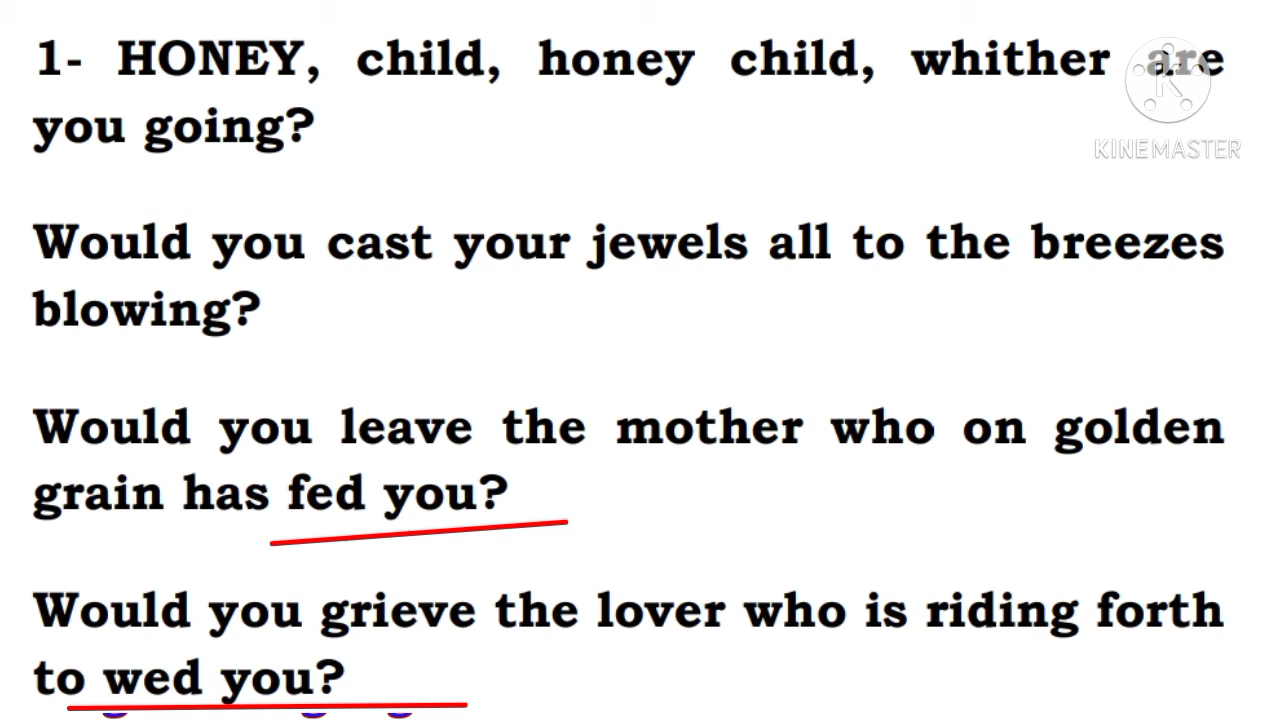 1- HONEY, child, honey child, whither are
you going?
Would you cast your jewels all to the breezes
blowing?
Would you leave the mother who on golden
grain has fed you?
Would you grieve the lover who is riding forth
to wed you?
K
KINEMASTER